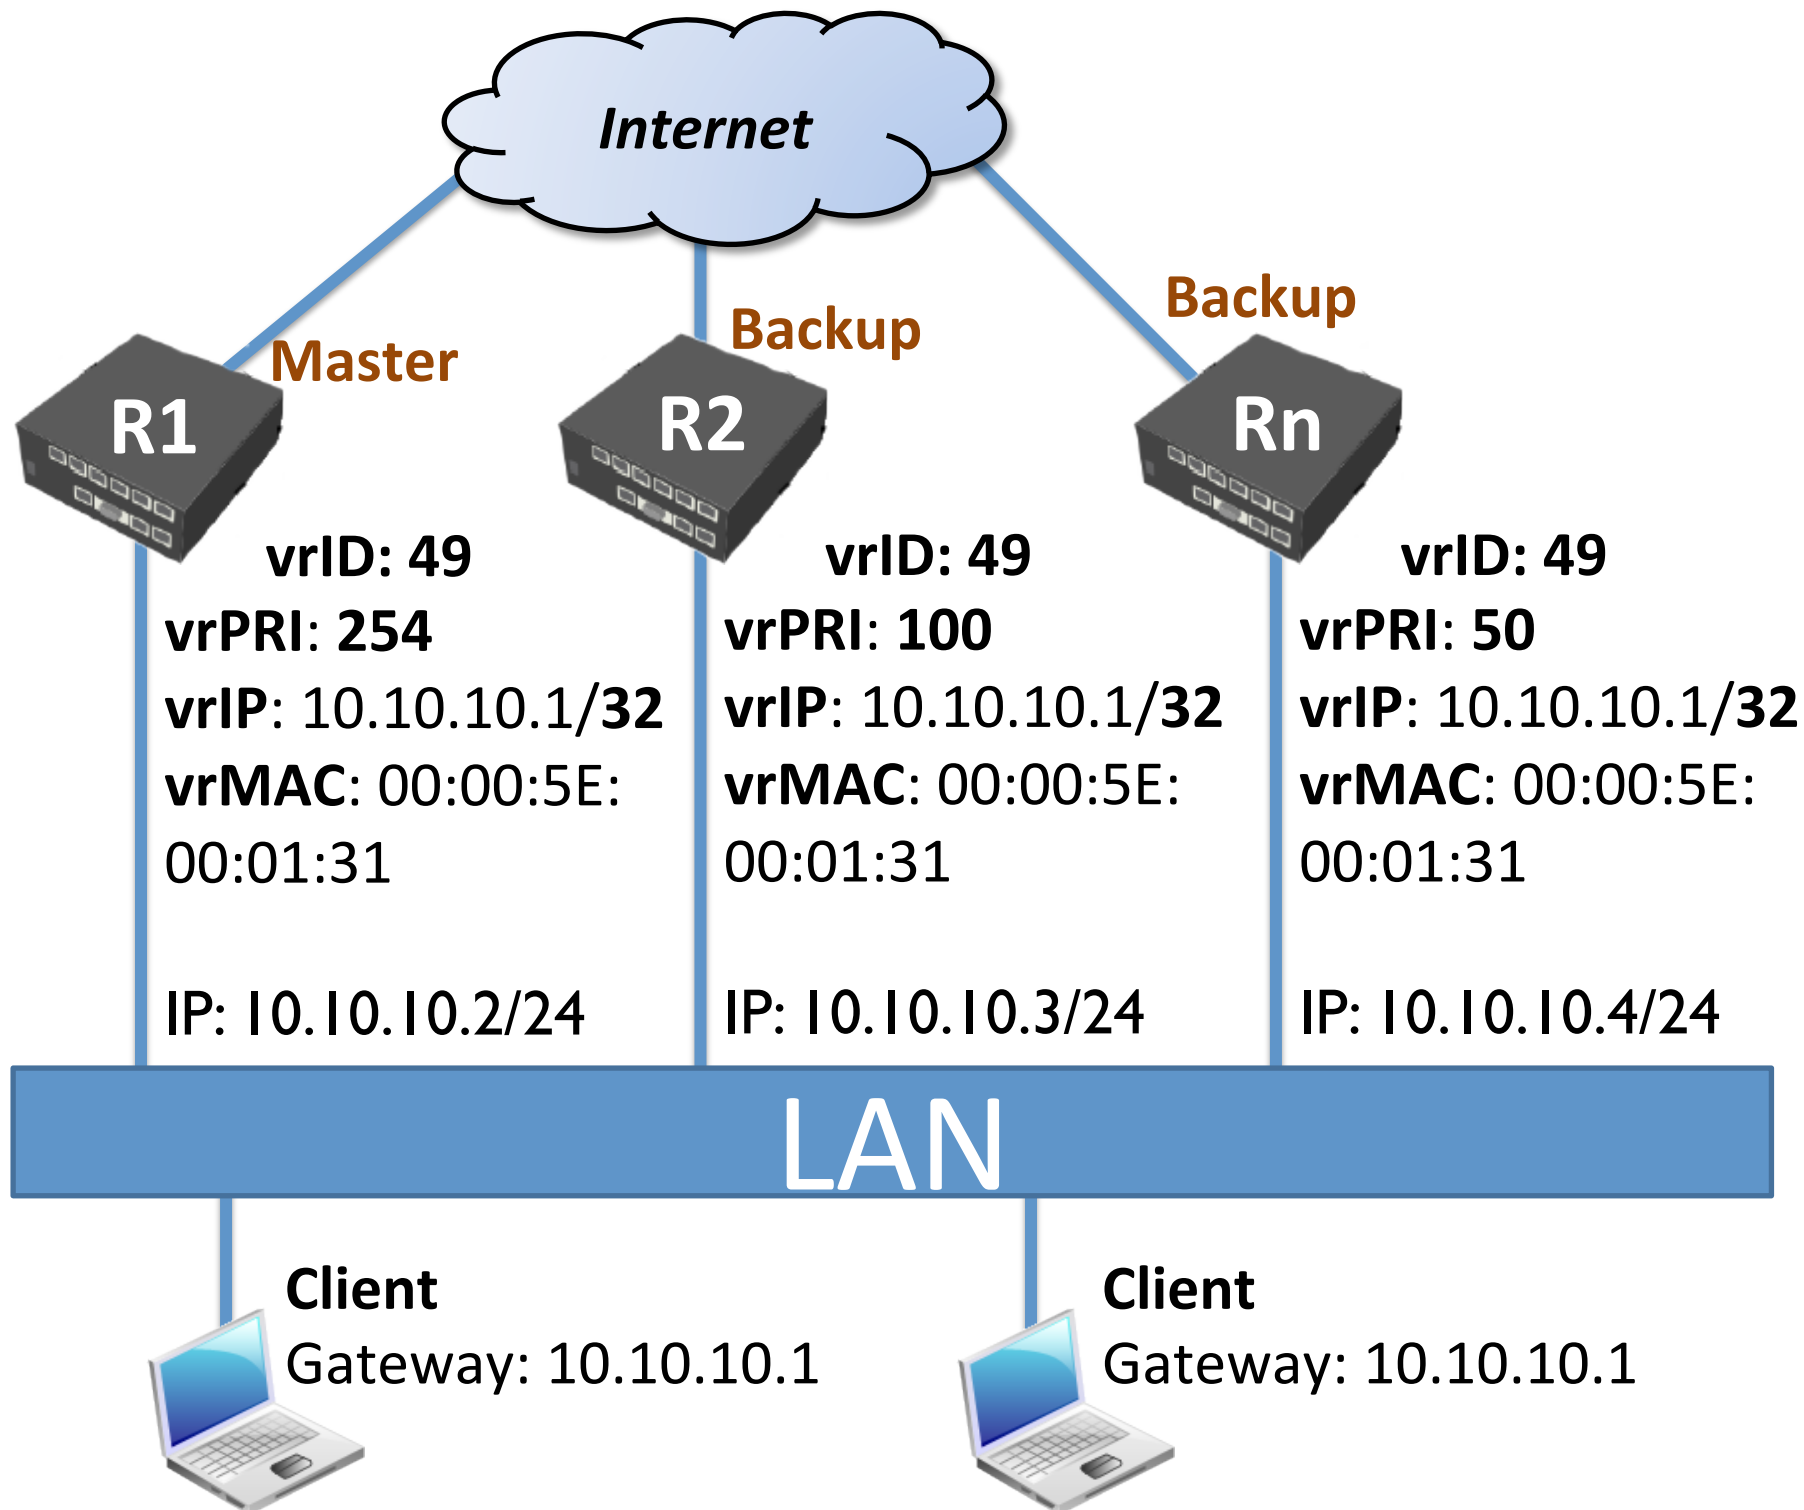 Internet
Master
Backup
Backup
R1
R2
Rn
vrID: 49
vrPRI: 254
vrIP: 10.10.10.1/32
vrMAC: 00:00:5E:
00:01:31
IP: 10.10.10.2/24
vrID: 49
vrPRI: 100
vrIP: 10.10.10.1/32
vrMAC: 00:00:5E:
00:01:31
IP: 10.10.10.3/24
vrID: 49
vrPRI: 50
vrIP: 10.10.10.1/32
vrMAC: 00:00:5E:
00:01:31
IP: 10.10.10.4/24
LAN
Client
Gateway: 10.10.10.1
Client
Gateway: 10.10.10.1